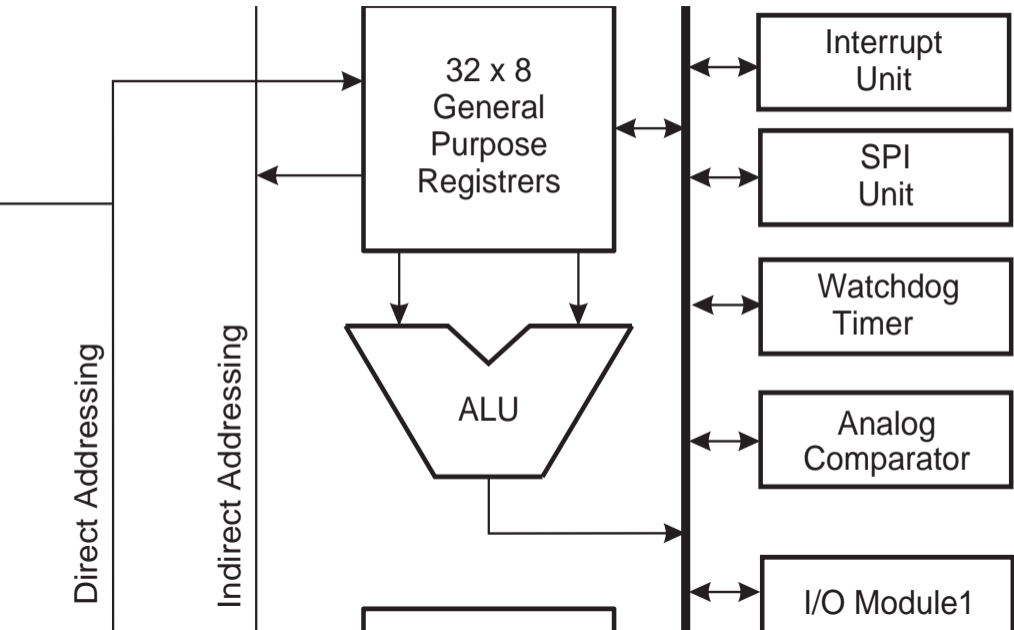 32 x 8
General
Purpose
Registrers
ALU
Direct Addressing
Indirect Addressing
Interrupt
Unit
SPI
Unit
Watchdog
Timer
Analog
Comparator
I/O Module1